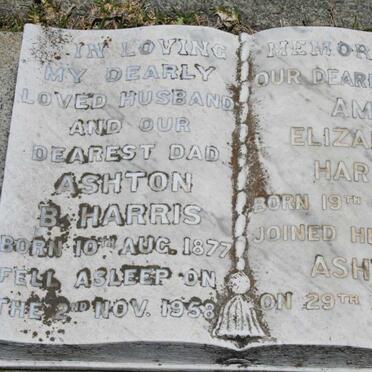 IN LOVING
MY DEARLY
LOVED HUSBAND
AND OUR
DEAREST DAD
ASHTON
B. HARRIS
BORN 10TH AUG. 1877
FELL ASLEEP ON
THE 2ND NOV. 1958
MEMOR
OUR DEAR
AM
ELIZA
HAR
BORN 19TH
JOINED HE
ASH
ON 29TH